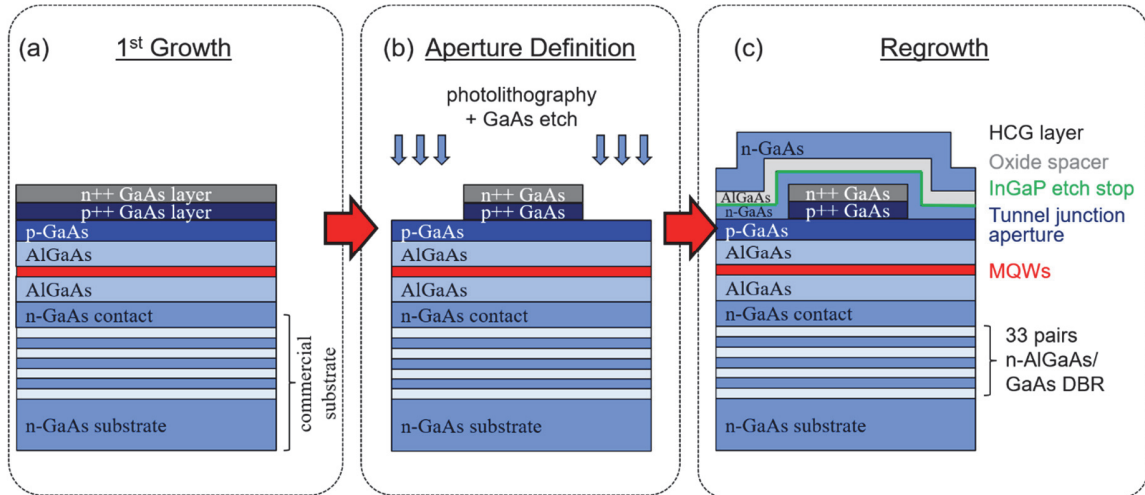 (a) 1st Growth
n++ GaAs layer
p++ GaAs layer
p-GaAs
AlGaAs
AlGaAs
n-GaAs contact
n-GaAs substrate
commercial
substrate
(b) Aperture Definition
photolithography
+ GaAs etch
n++ GaAs
p++ GaAs
p-GaAs
AlGaAs
AlGaAs
n-GaAs contact
n-GaAs substrate
(c) Regrowth
n-GaAs
AlGaAs
n-GaAs
n++ GaAs
p++ GaAs
p-GaAs
AlGaAs
AlGaAs
n-GaAs contact
n-GaAs substrate
HCG layer
Oxide spacer
InGaP etch stop
Tunnel junction
aperture
MQWs
33 pairs
n-AlGaAs/
GaAs DBR